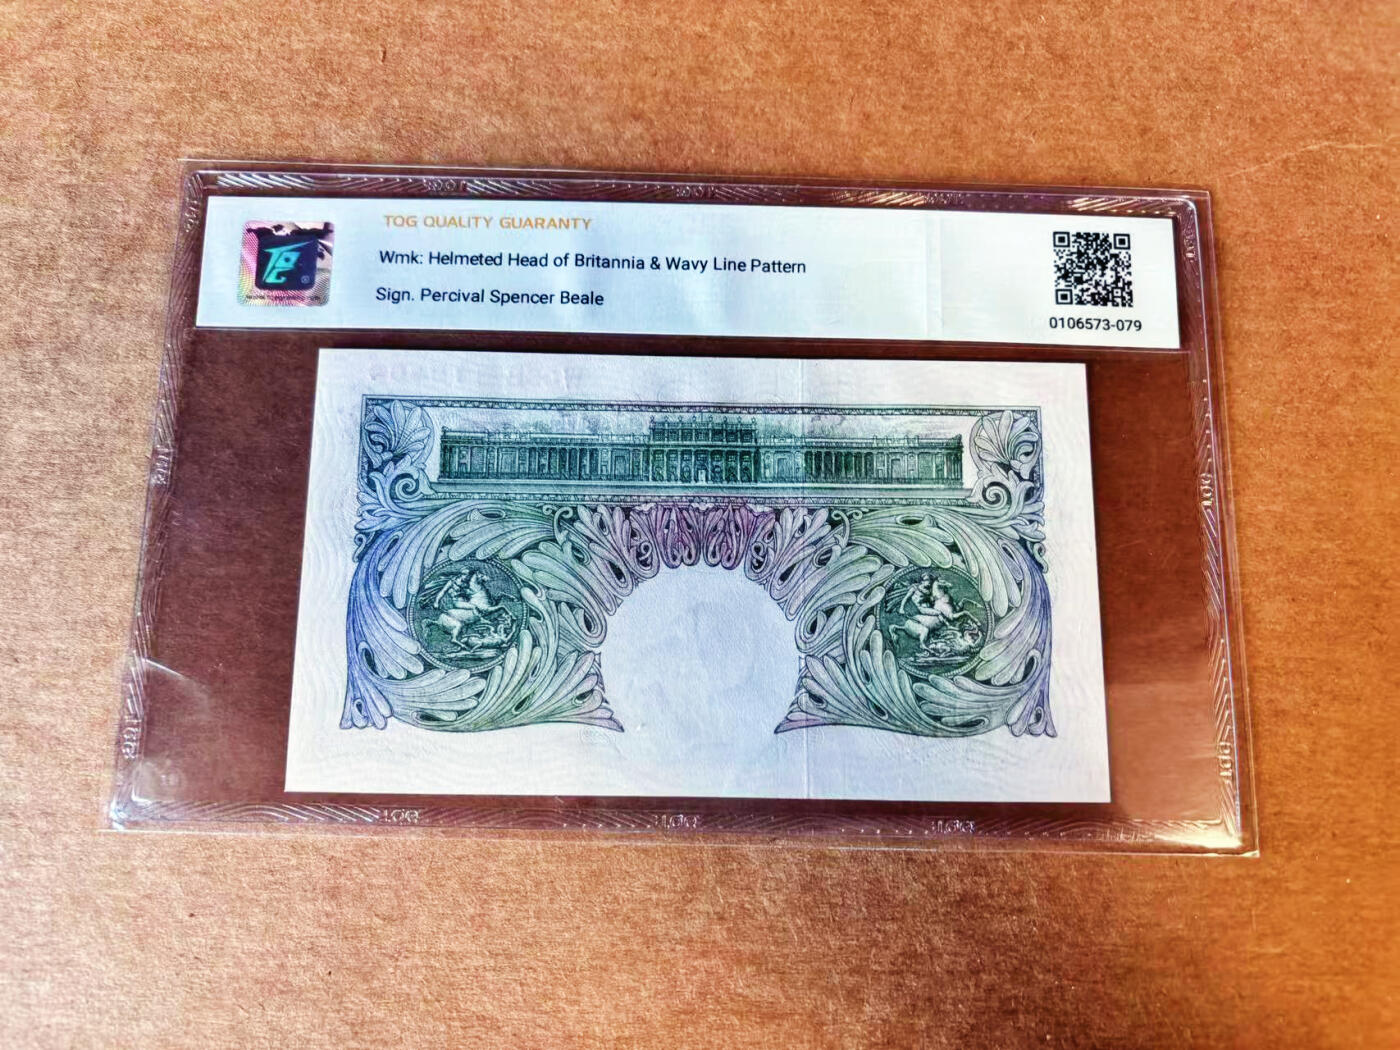 TQG QUALITY GUARANTY
Wmk: Helmeted Head of Britannia & Wavy Line Pattern
Sign. Percival Spencer Beale
0106573-079